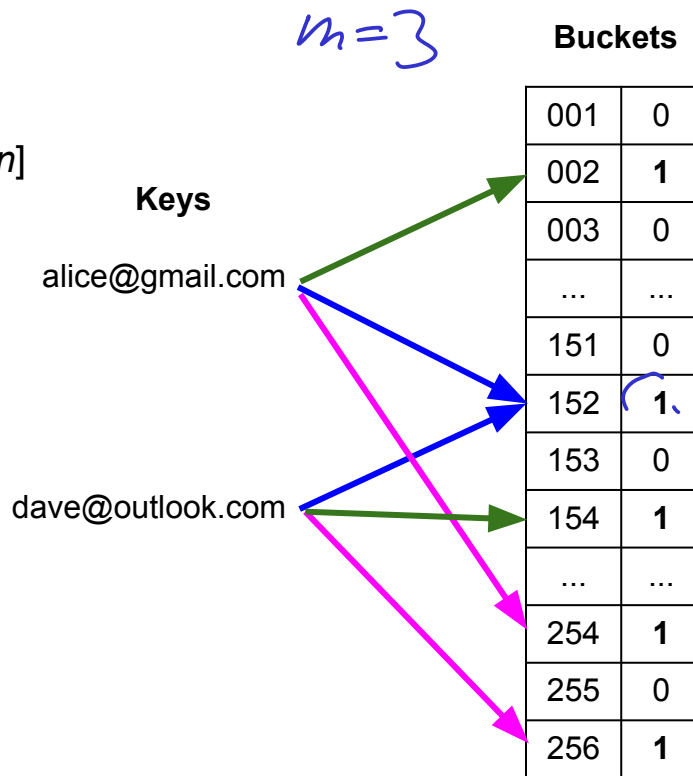 m=3
Buckets
n]
Keys
alice@gmail.com
dave@outlook.com
001 0
002 1
003 0
... ...
151 0
152 1
153 0
154 1
... ...
254 1
255 0
256 1